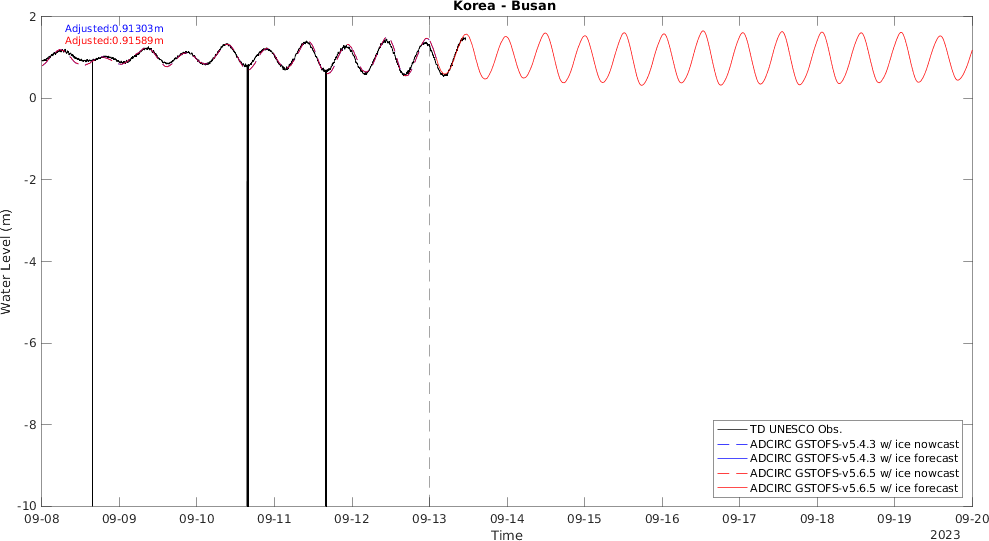 Korea - Busan
Adjusted:0.91303m
Adjusted:0.91589m
2
0
-2
-4
-6
-8
-10
Water Level (m)
TD UNESCO Obs.
ADCIRC GSTOFS-v5.4.3 w/ ice nowcast
ADCIRC GSTOFS-v5.4.3 w/ ice forecast
ADCIRC GSTOFS-v5.6.5 w/ ice nowcast
ADCIRC GSTOFS-v5.6.5 w/ ice forecast
09-08 09-09 09-10 09-11 09-12 09-13 09-14 09-15 09-16 09-17 09-18 09-19 09-20
Time
2023